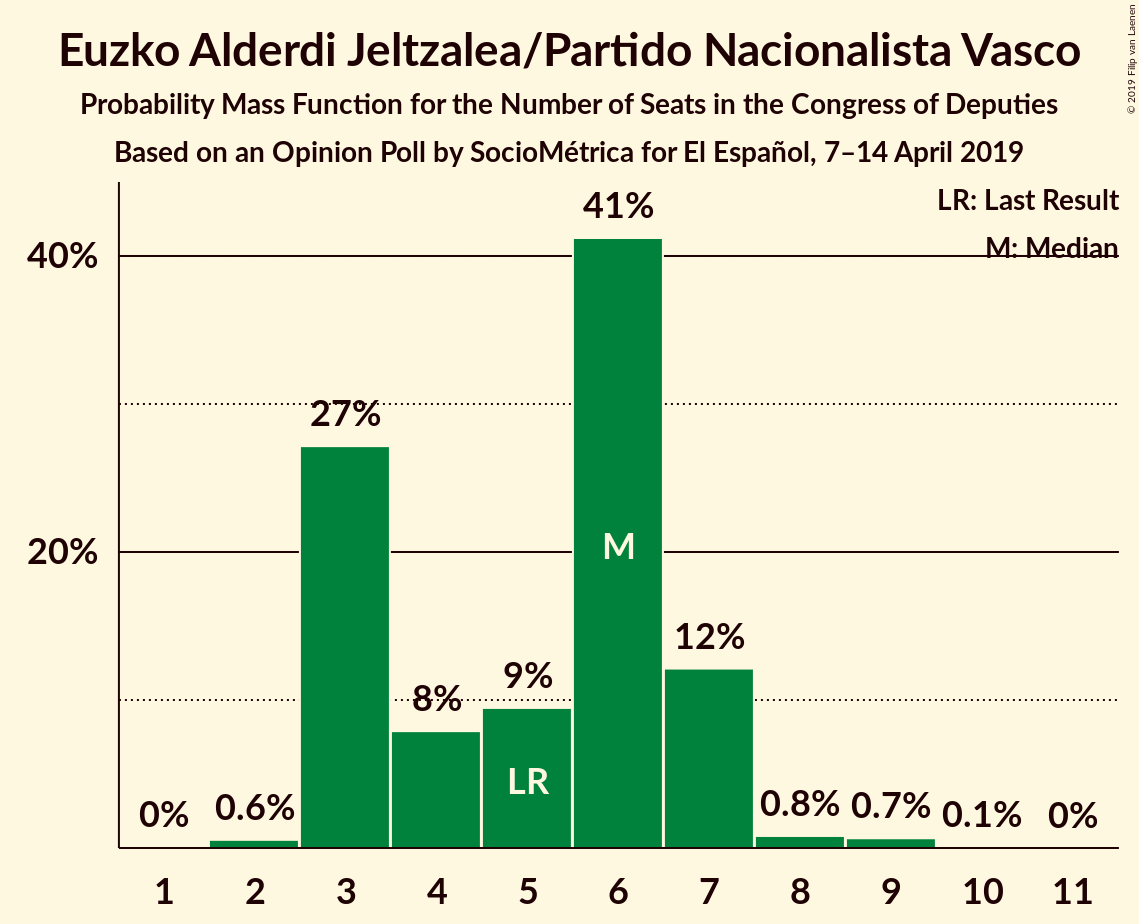 Euzko Alderdi Jeltzalea/Partido Nacionalista Vasco
Probability Mass Function for the Number of Seats in the Congress of Deputies
Based on an Opinion Poll by SocioMétrica for El Español, 7–14 April 2019
© 2019 Filip van Laenen
LR: Last Result
M: Median
40%
20%
0%
0.6%
27%
8%
9%
41%
12%
0.8%
0.7%
0.1%
0%
LR
M
1 2 3 4 5 6 7 8 9 10 11